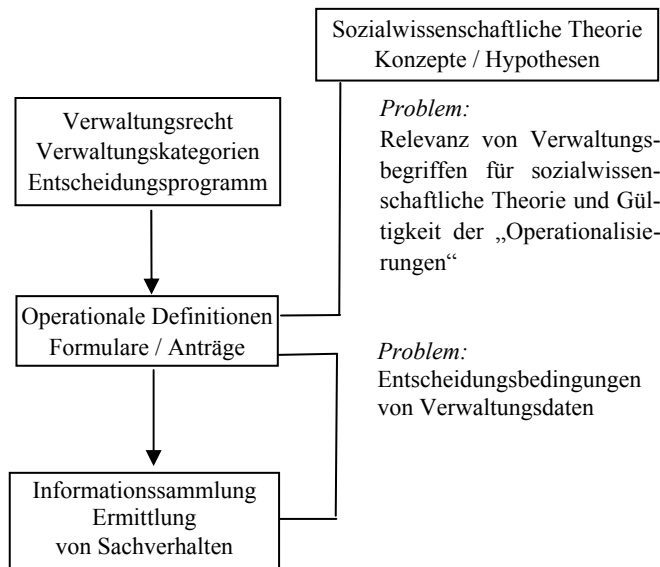 Sozialwissenschaftliche Theorie
Konzepte / Hypothesen
Verwaltungsrecht
Verwaltungskategorien
Entscheidungsprogramm
Problem:
Relevanz von Verwaltungs-
begriffen für sozialwissen-
schaftliche Theorie und Gül-
tigkeit der „Operationalisie-
rungen“
Operationale Definitionen
Formulare / Anträge
Problem:
Entscheidungsbedingungen
von Verwaltungsdaten
Informationssammlung
Ermittlung
von Sachverhalten